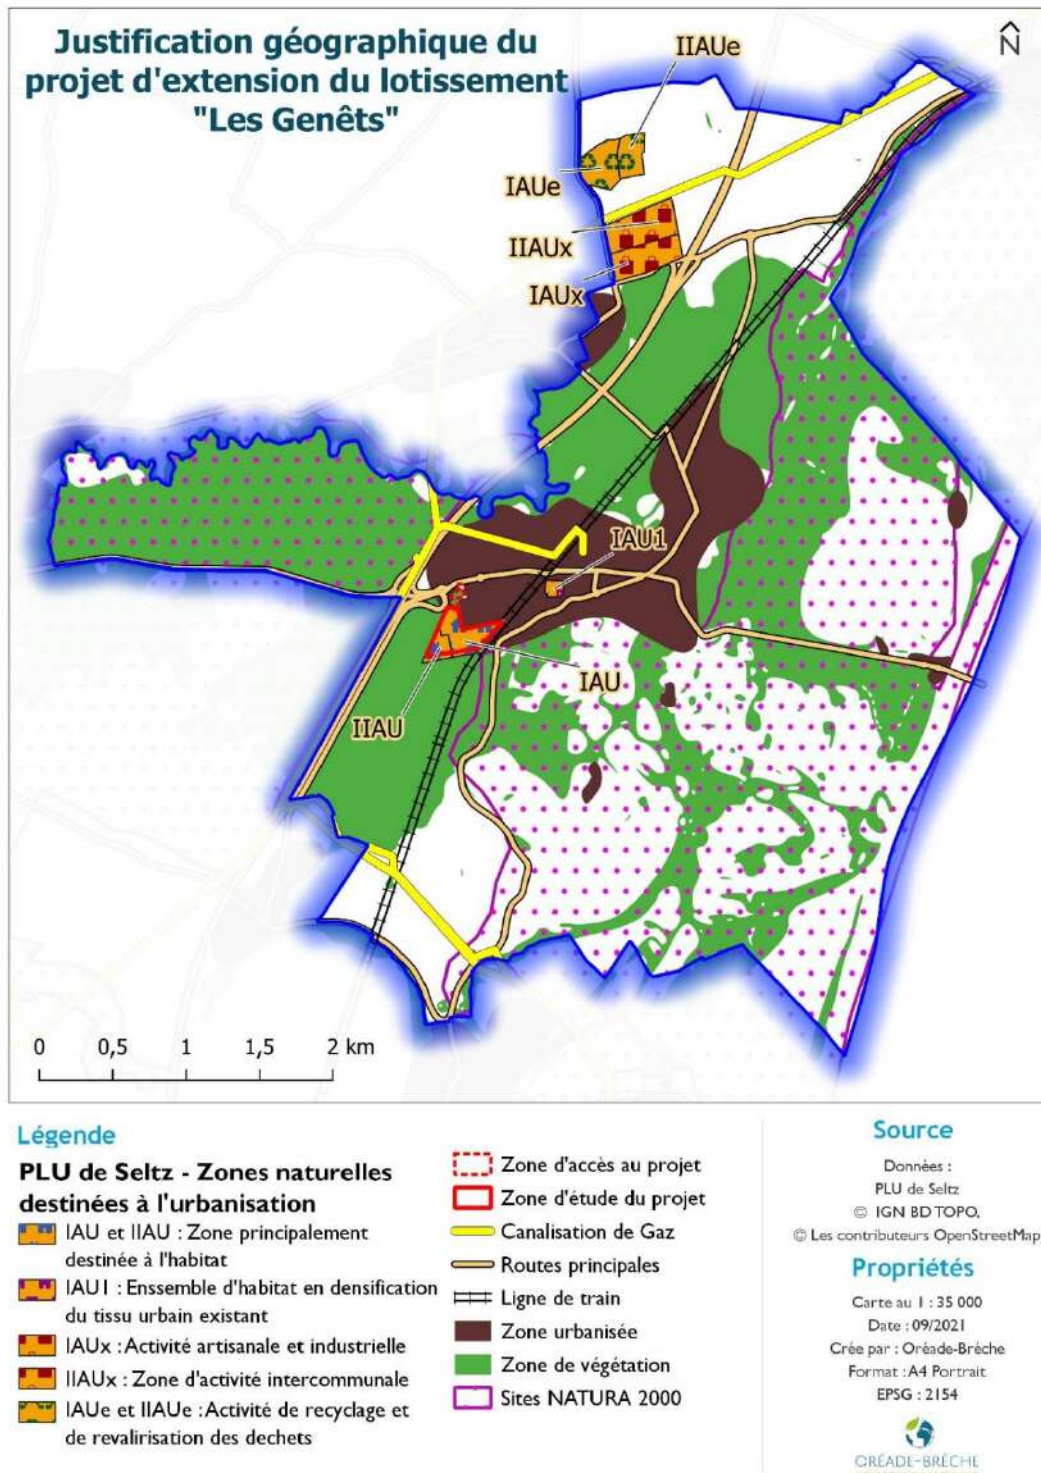 Justification géographique du
projet d'extension du lotissement
"Les Genêts"
N
IIAUe
IAUe
IIAUx
IAUx
IAU1
IAU
IIAU
0 0,5 1 1,5 2 km
Légende
PLU de Seltz - Zones naturelles
destinées à l'urbanisation
IAU et IIAU : Zone principalement
destinée à l'habitat
IAU1 : Enssemble d'habitat en densification
du tissu urbain existant
IAUx : Activité artisanale et industrielle
IIAUx : Zone d'activité intercommunale
IAUe et IIAUe : Activité de recyclage et
de revalirisation des dechets
Zone d'accès au projet
Zone d'étude du projet
Canalisation de Gaz
Routes principales
Ligne de train
Zone urbanisée
Zone de végétation
Sites NATURA 2000
Source
Données :
PLU de Seltz
© IGN BD TOPO,
© Les contributeurs OpenStreetMap
Propriétés
Carte au 1 : 35 000
Date : 09/2021
Crée par : Oréade-Brèche
Format : A4 Portrait
EPSG : 2154
ORÉADE-BRÈCHE